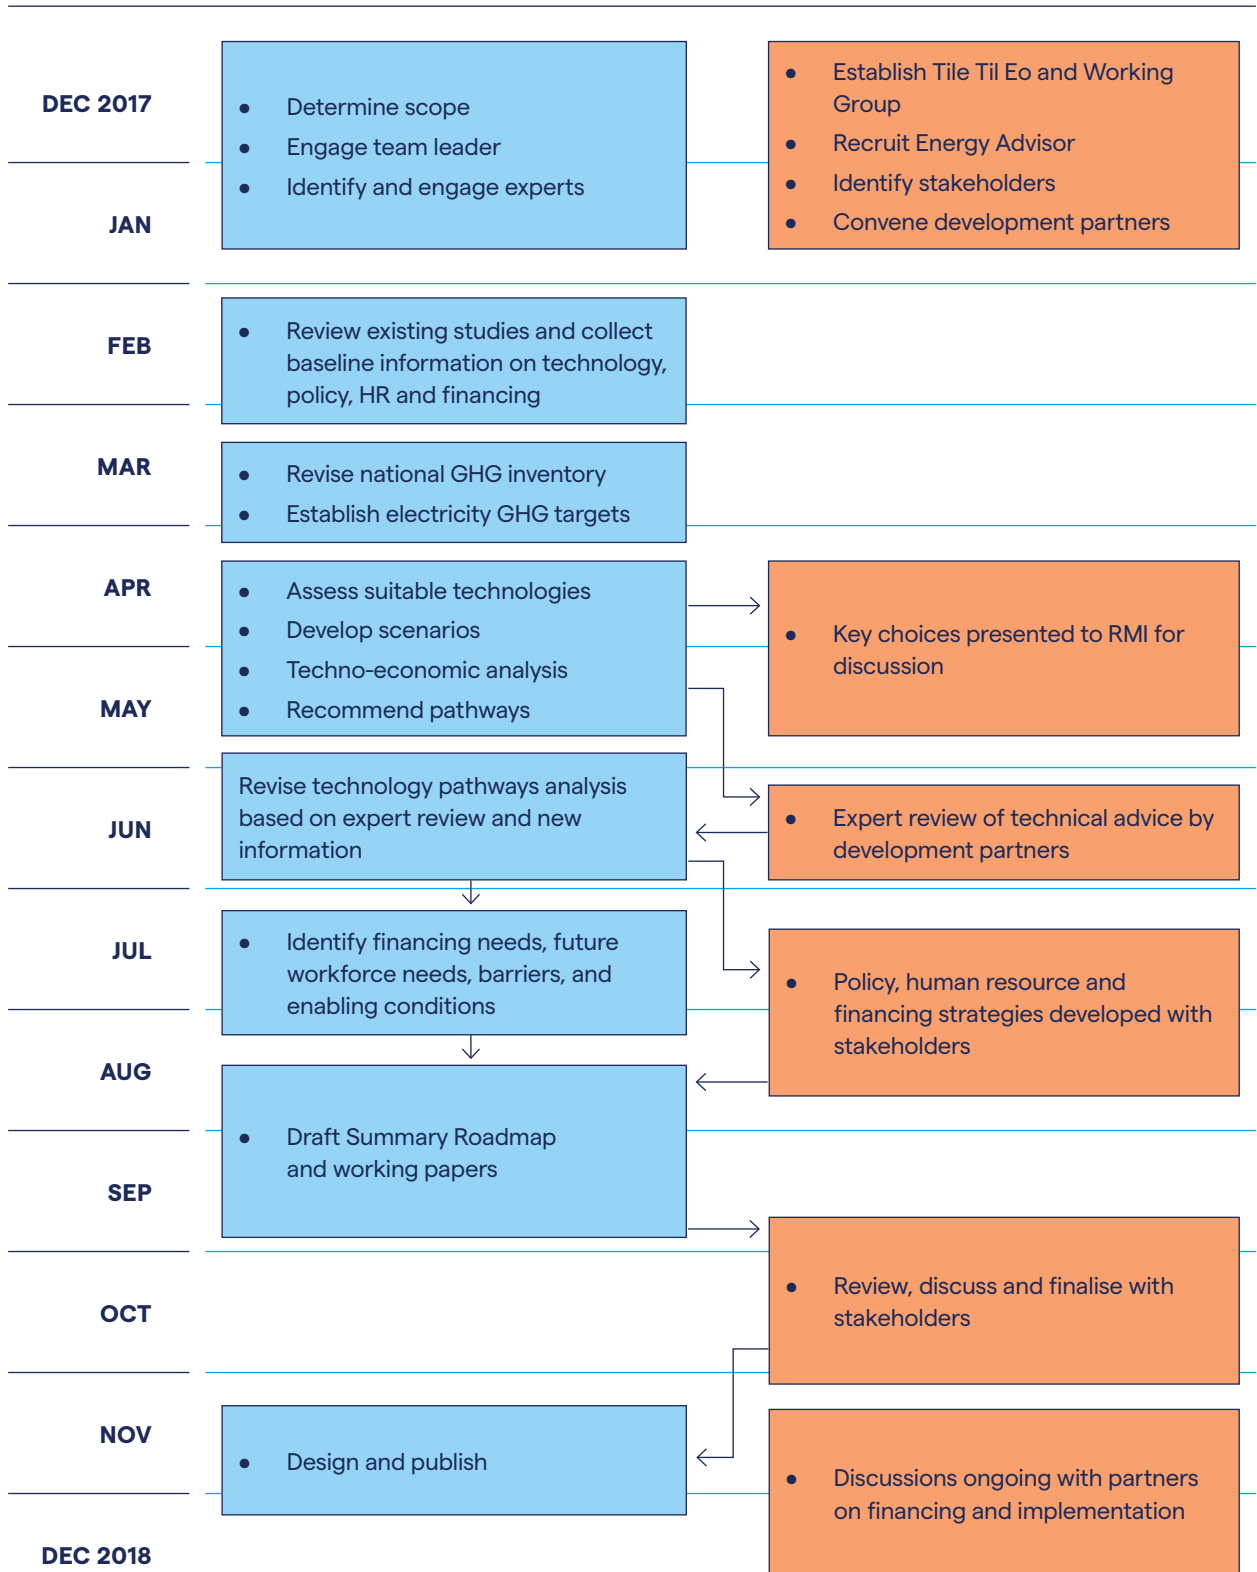 DEC 2017
● Determine scope
● Engage team leader
● Identify and engage experts
● Establish Tile Til Eo and Working
Group
● Recruit Energy Advisor
● Identify stakeholders
● Convene development partners
JAN
FEB
● Review existing studies and collect
baseline information on technology,
policy, HR and financing
MAR
● Revise national GHG inventory
● Establish electricity GHG targets
APR
● Assess suitable technologies
● Develop scenarios
● Techno-economic analysis
● Recommend pathways
● Key choices presented to RMI for
discussion
MAY
JUN
Revise technology pathways analysis
based on expert review and new
information
● Expert review of technical advice by
development partners
JUL
● Identify financing needs, future
workforce needs, barriers, and
enabling conditions
● Policy, human resource and
financing strategies developed with
stakeholders
AUG
● Draft Summary Roadmap
and working papers
SEP
OCT
● Review, discuss and finalise with
stakeholders
NOV
● Design and publish
● Discussions ongoing with partners
on financing and implementation
DEC 2018